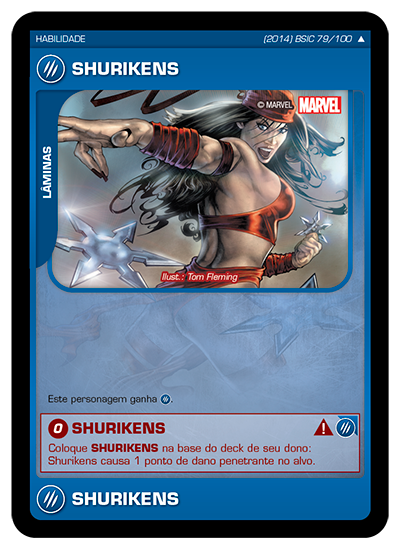 HABILIDADE
(2014) BSIC 79/100 ▲
SHURIKENS
© MARVEL MARVEL
LÂMINAS
Ilust.: Tom Fleming
Este personagem ganha .
0 SHURIKENS
Coloque SHURIKENS na base do deck de seu dono:
Shurikens causa 1 ponto de dano penetrante no alvo.
SHURIKENS